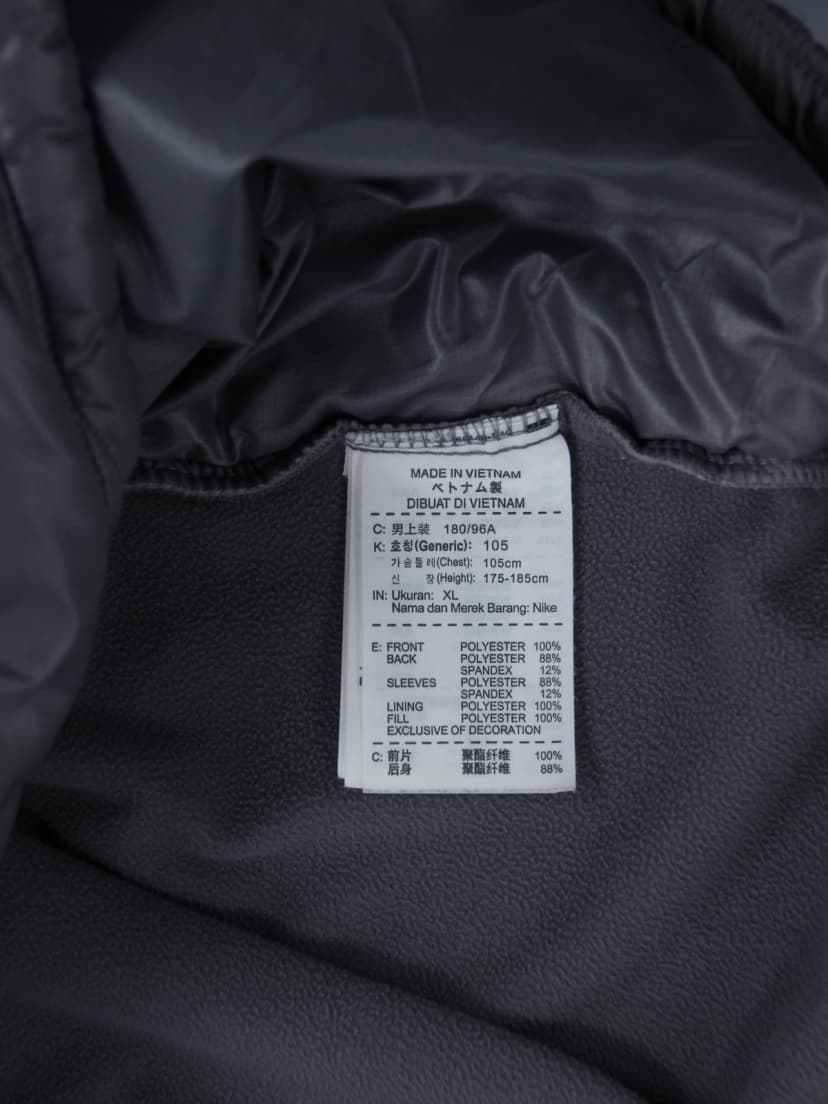 MADE IN VIETNAM
ベトナム製
DIBUAT DI VIETNAM
C: 男上装 180/96A
K: 호칭(Generic): 105
가슴둘레(Chest): 105cm
신 장(Height): 175-185cm
IN: Ukuran: XL
Nama dan Merek Barang: Nike
E: FRONT POLYESTER 100%
BACK POLYESTER 88%
SPANDEX 12%
SLEEVES POLYESTER 88%
SPANDEX 12%
LINING POLYESTER 100%
FILL POLYESTER 100%
EXCLUSIVE OF DECORATION
C: 前片 聚酯纤维 100%
后身 聚酯纤维 88%